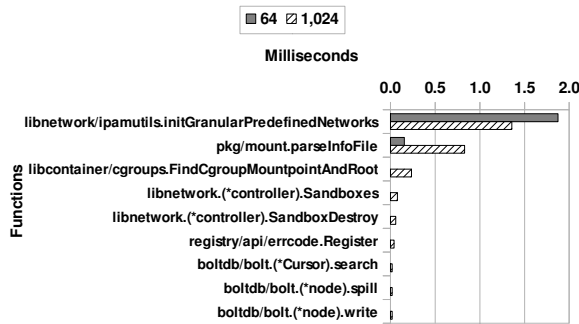 64 1,024
Milliseconds
0.0 0.5 1.0 1.5 2.0
libnetwork/ipamutils.initGranularPredefinedNetworks
pkg/mount.parseInfoFile
libcontainer/cgroups.FindCgroupMountpointAndRoot
libnetwork.(*controller).Sandboxes
libnetwork.(*controller).SandboxDestroy
registry/api/errcode.Register
boltdb/bolt.(*Cursor).search
boltdb/bolt.(*node).spill
boltdb/bolt.(*node).write
Functions